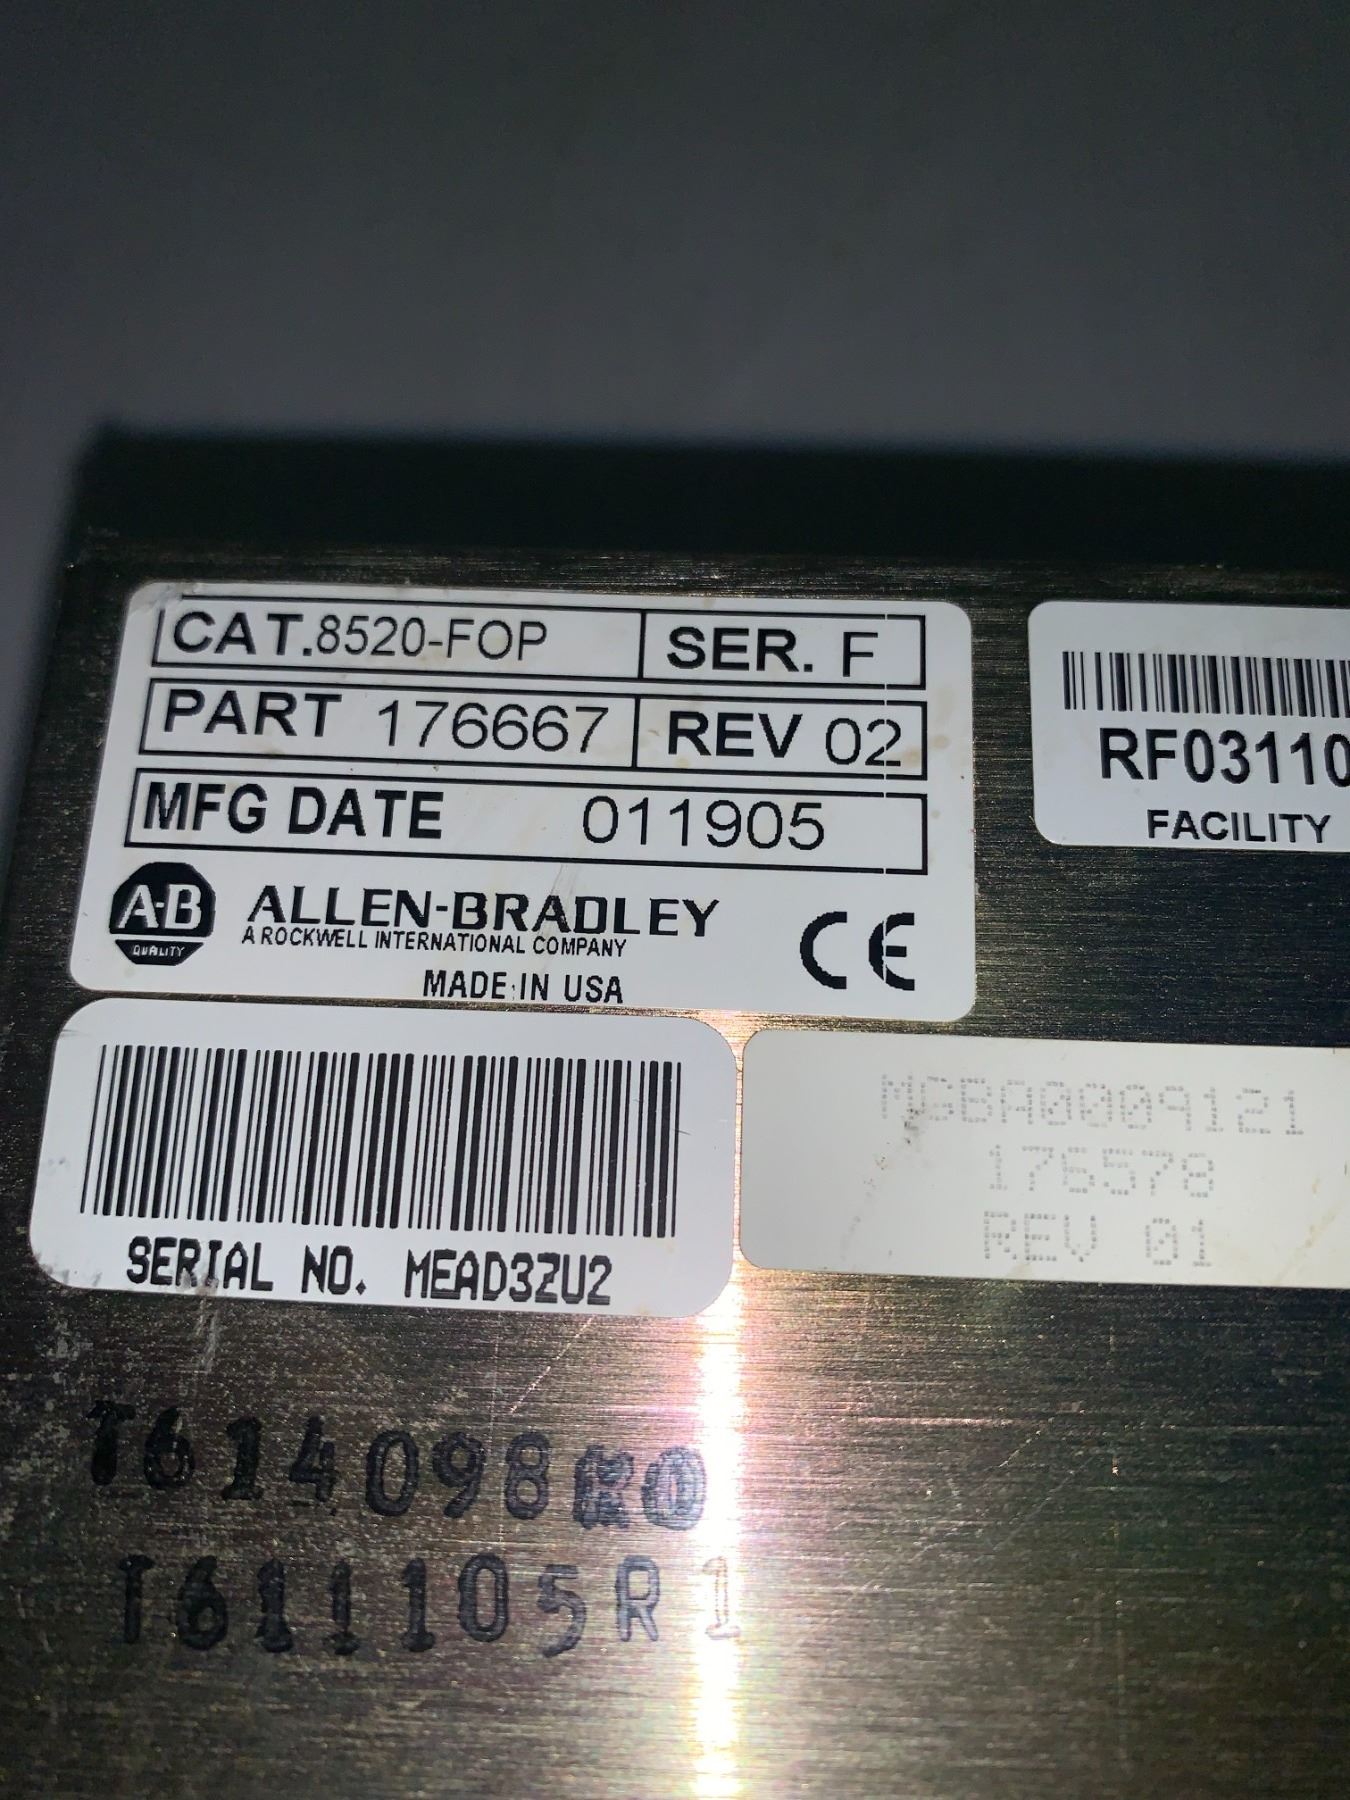 CAT.8520-FOP SER. F
PART 176667 REV 02
MFG DATE 011905
A-B
QUALITY
ALLEN-BRADLEY
A ROCKWELL INTERNATIONAL COMPANY
MADE IN USA
CE
RF03110
FACILITY
SERIAL NO. MEAD3ZU2
176578
REV 01
T611105R1